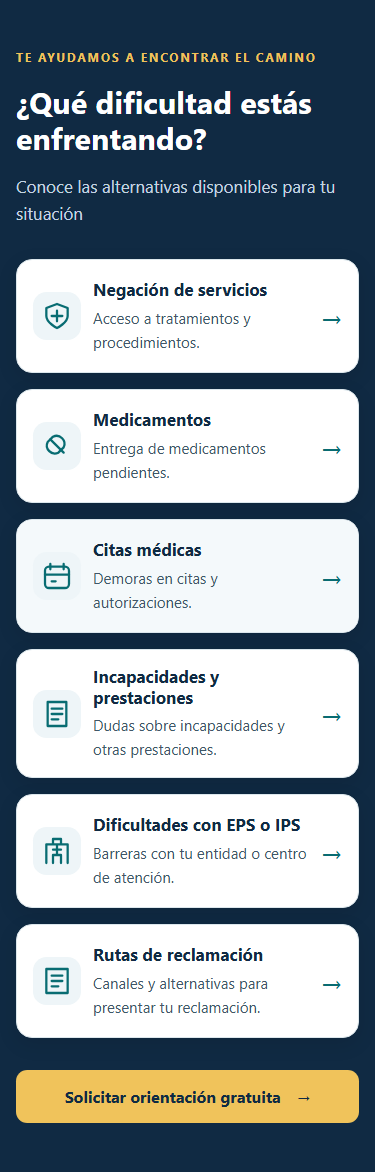 TE AYUDAMOS A ENCONTRAR EL CAMINO
¿Qué dificultad estás
enfrentando?
Conoce las alternativas disponibles para tu
situación
Negación de servicios
Acceso a tratamientos y
procedimientos.
→
Medicamentos
Entrega de medicamentos
pendientes.
→
Citas médicas
Demoras en citas y
autorizaciones.
→
Incapacidades y
prestaciones
Dudas sobre incapacidades y
otras prestaciones.
→
Dificultades con EPS o IPS
Barreras con tu entidad o centro
de atención.
→
Rutas de reclamación
Canales y alternativas para
presentar tu reclamación.
→
Solicitar orientación gratuita →